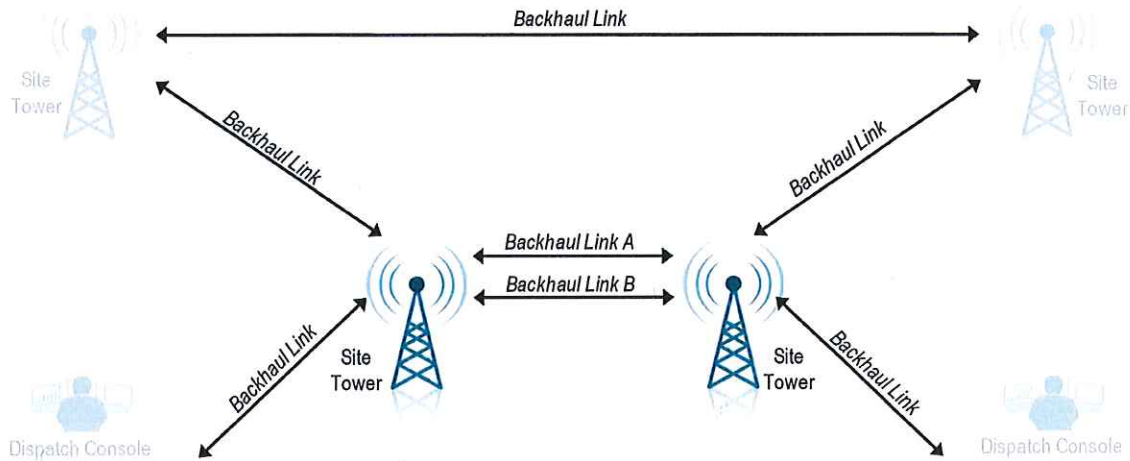 Backhaul Link
Site
Tower
Site
Tower
Backhaul Link
Backhaul Link
Backhaul Link A
Backhaul Link B
Site
Tower
Site
Tower
Backhaul Link
Backhaul Link
Dispatch Console
Dispatch Console